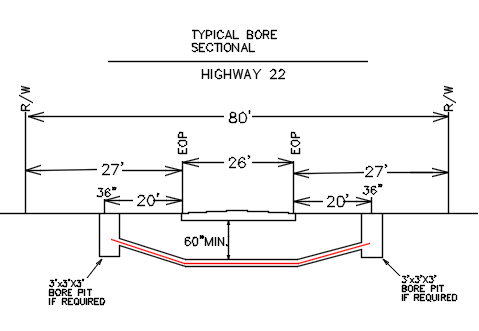 TYPICAL BORE
SECTIONAL
HIGHWAY 22
R/W
R/W
80'
EOP
EOP
27'
26'
27'
36"
36"
20'
20'
60"MIN.
3'x3'X3'
BORE PIT
IF REQUIRED
3'x3'X3'
BORE PIT
IF REQUIRED